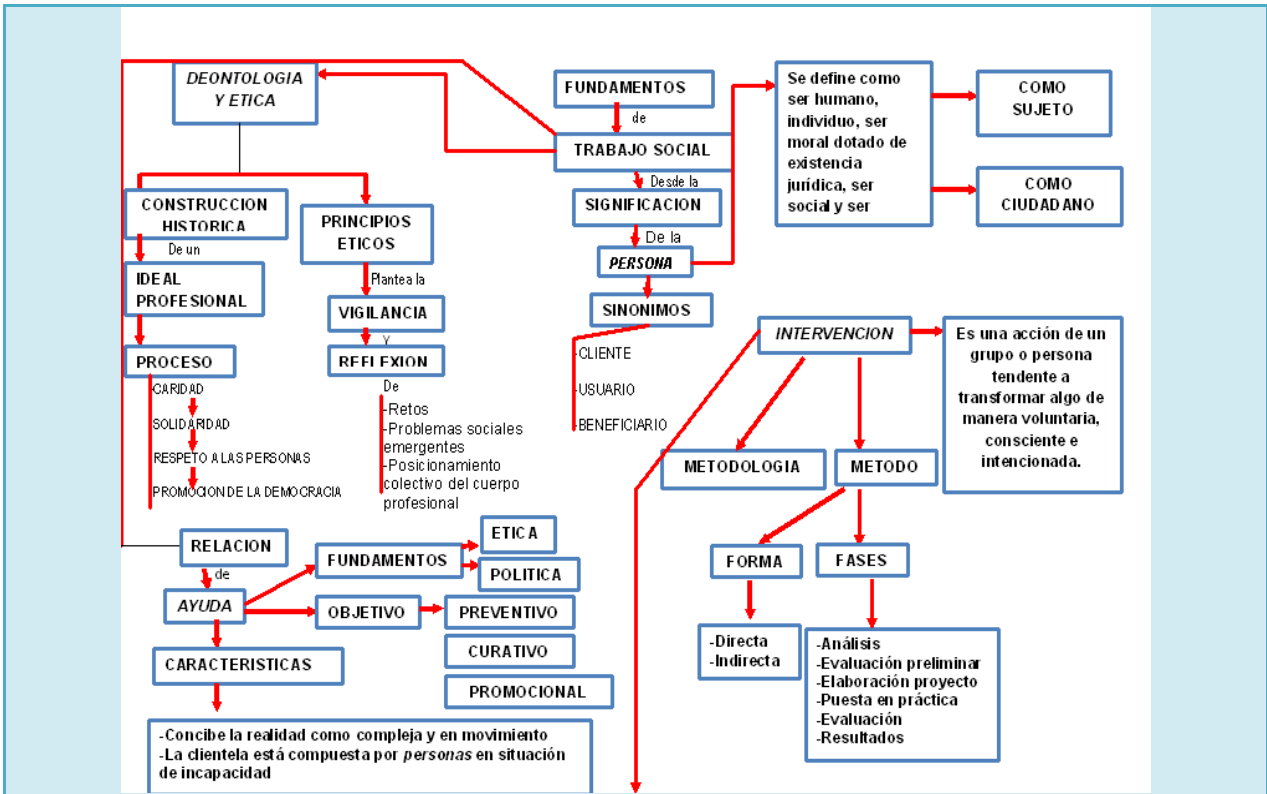 DEONTOLOGIA
Y ETICA
FUNDAMENTOS
de
TRABAJO SOCIAL
Desde la
SIGNIFICACION
De la
PERSONA
SINONIMOS
-CLIENTE
-USUARIO
-BENEFICIARIO
Se define como
ser humano,
individuo, ser
moral dotado de
existencia
jurídica, ser
social y ser
COMO
SUJETO
COMO
CIUDADANO
CONSTRUCCION
HISTORICA
De un
IDEAL
PROFESIONAL
PROCESO
-CARIDAD
SOLIDARIDAD
RESPETO A LAS PERSONAS
PROMOCION DE LA DEMOCRACIA
PRINCIPIOS
ETICOS
Plantea la
VIGILANCIA
Y
REFLEXION
De
-Retos
-Problemas sociales
emergentes
-Posicionamiento
colectivo del cuerpo
profesional
INTERVENCION
Es una acción de un
grupo o persona
tendente a
transformar algo de
manera voluntaria,
consciente e
intencionada.
METODOLOGIA
METODO
FORMA
FASES
-Directa
-Indirecta
-Análisis
-Evaluación preliminar
-Elaboración proyecto
-Puesta en práctica
-Evaluación
-Resultados
RELACION
de
AYUDA
FUNDAMENTOS
ETICA
POLITICA
OBJETIVO
PREVENTIVO
CURATIVO
PROMOCIONAL
CARACTERISTICAS
-Concibe la realidad como compleja y en movimiento
-La clientela está compuesta por personas en situación
de incapacidad